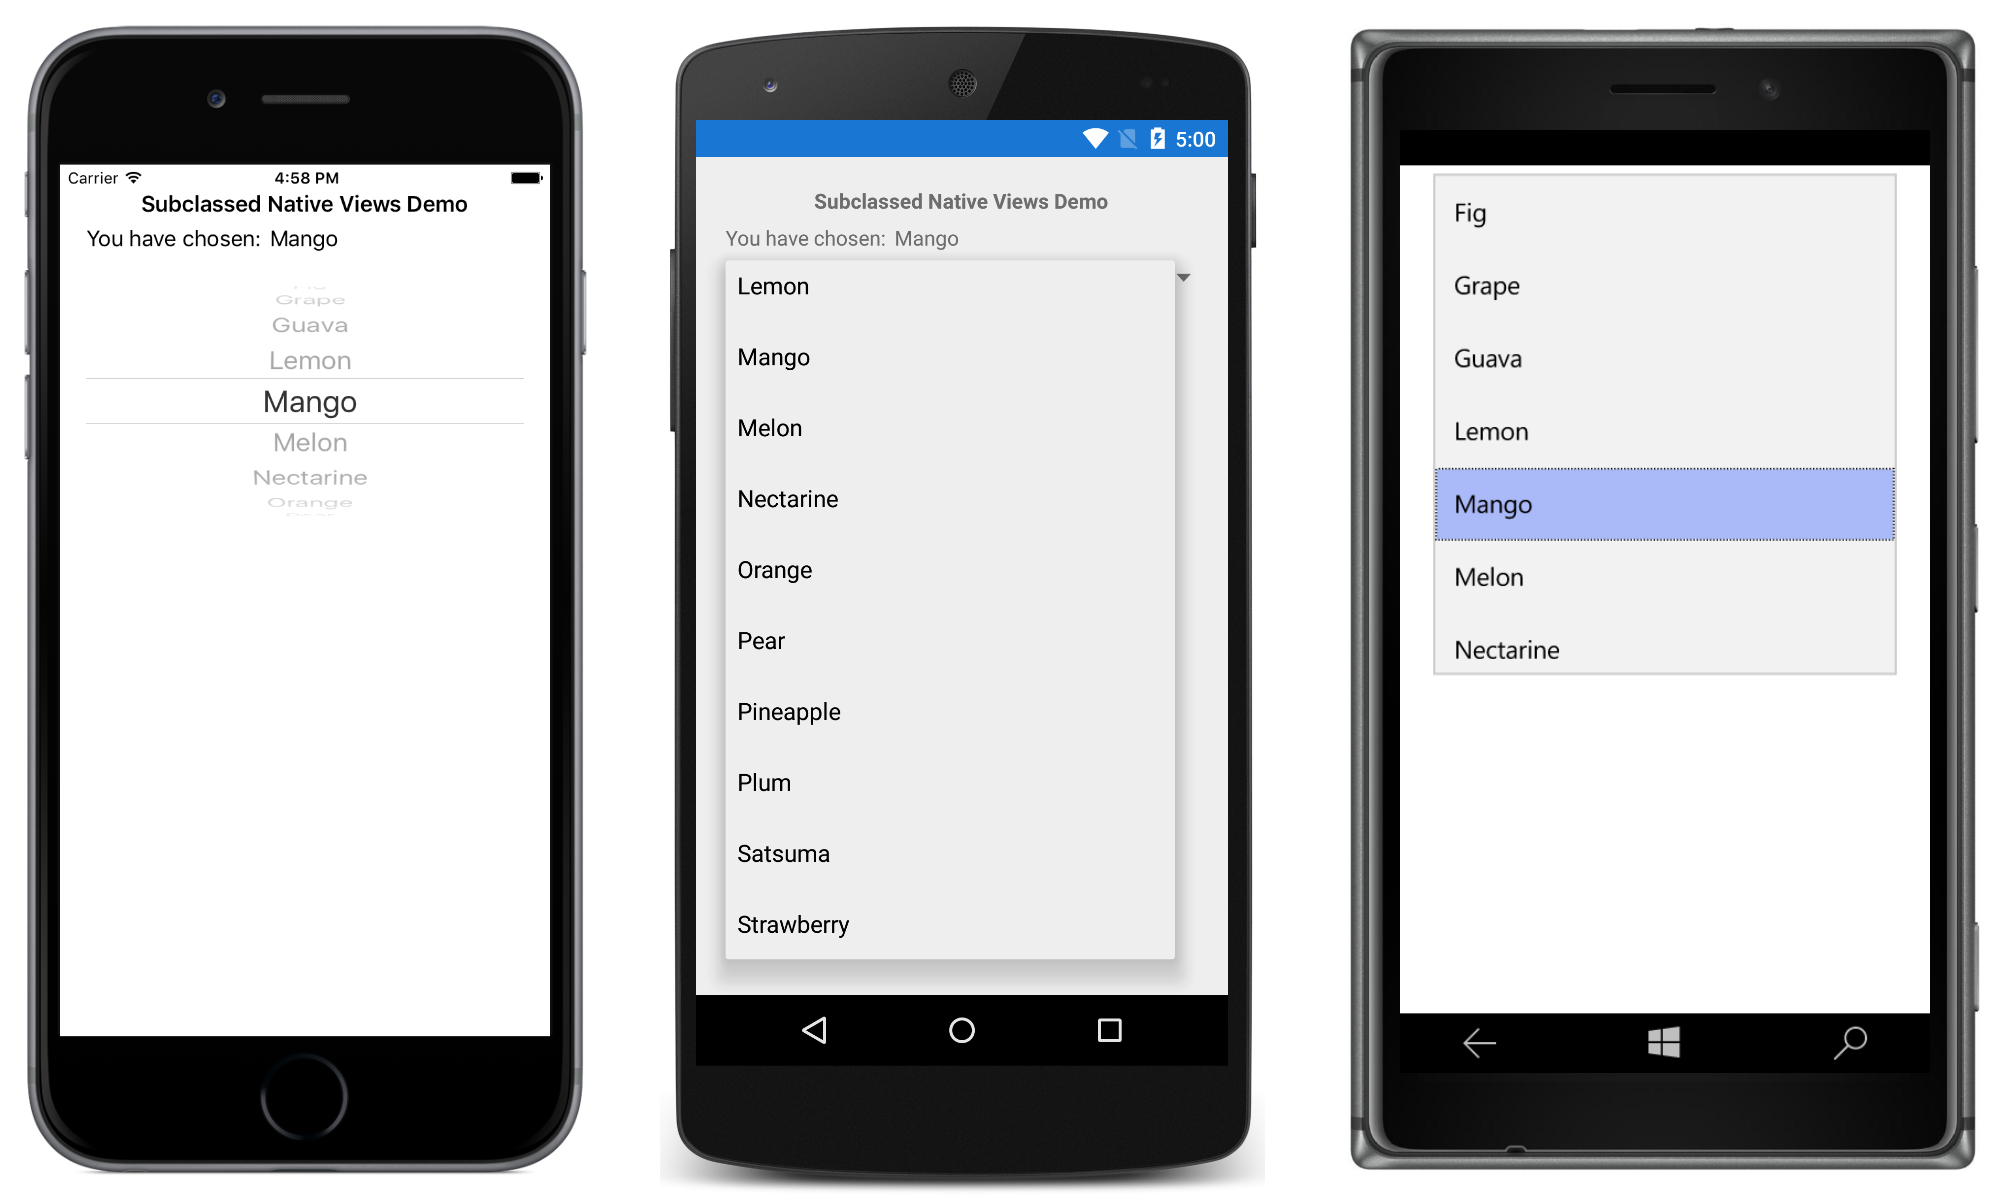 Carrier 4:58 PM
Subclassed Native Views Demo
You have chosen: Mango
Grape
Guava
Lemon
Mango
Melon
Nectarine
Orange
5:00
Subclassed Native Views Demo
You have chosen: Mango
Lemon
Mango
Melon
Nectarine
Orange
Pear
Pineapple
Plum
Satsuma
Strawberry
Fig
Grape
Guava
Lemon
Mango
Melon
Nectarine